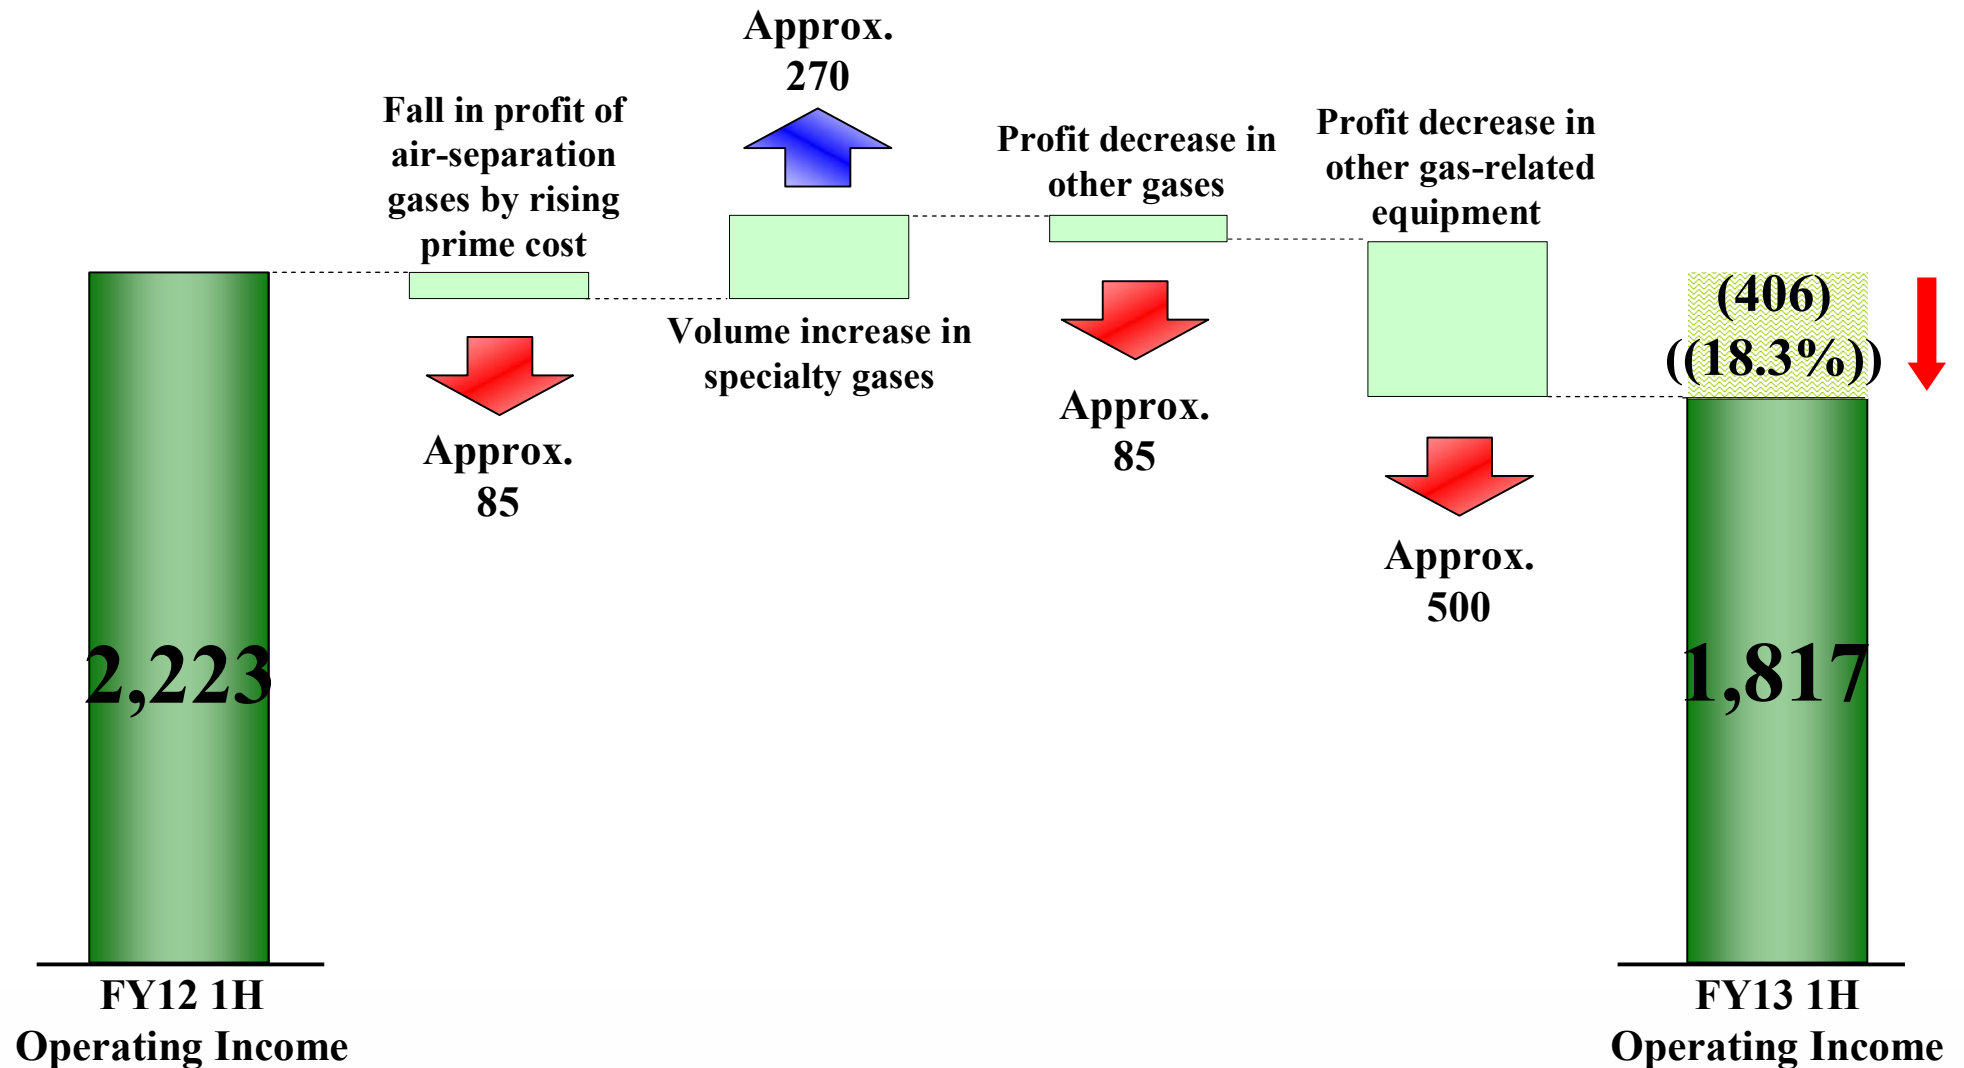 Approx.
270
Fall in profit of
air-separation
gases by rising
prime cost
Profit decrease in
other gases
Profit decrease in
other gas-related
equipment
Volume increase in
specialty gases
(406)
((18.3%))
Approx.
85
Approx.
85
Approx.
500
2,223
1,817
FY12 1H
Operating Income
FY13 1H
Operating Income